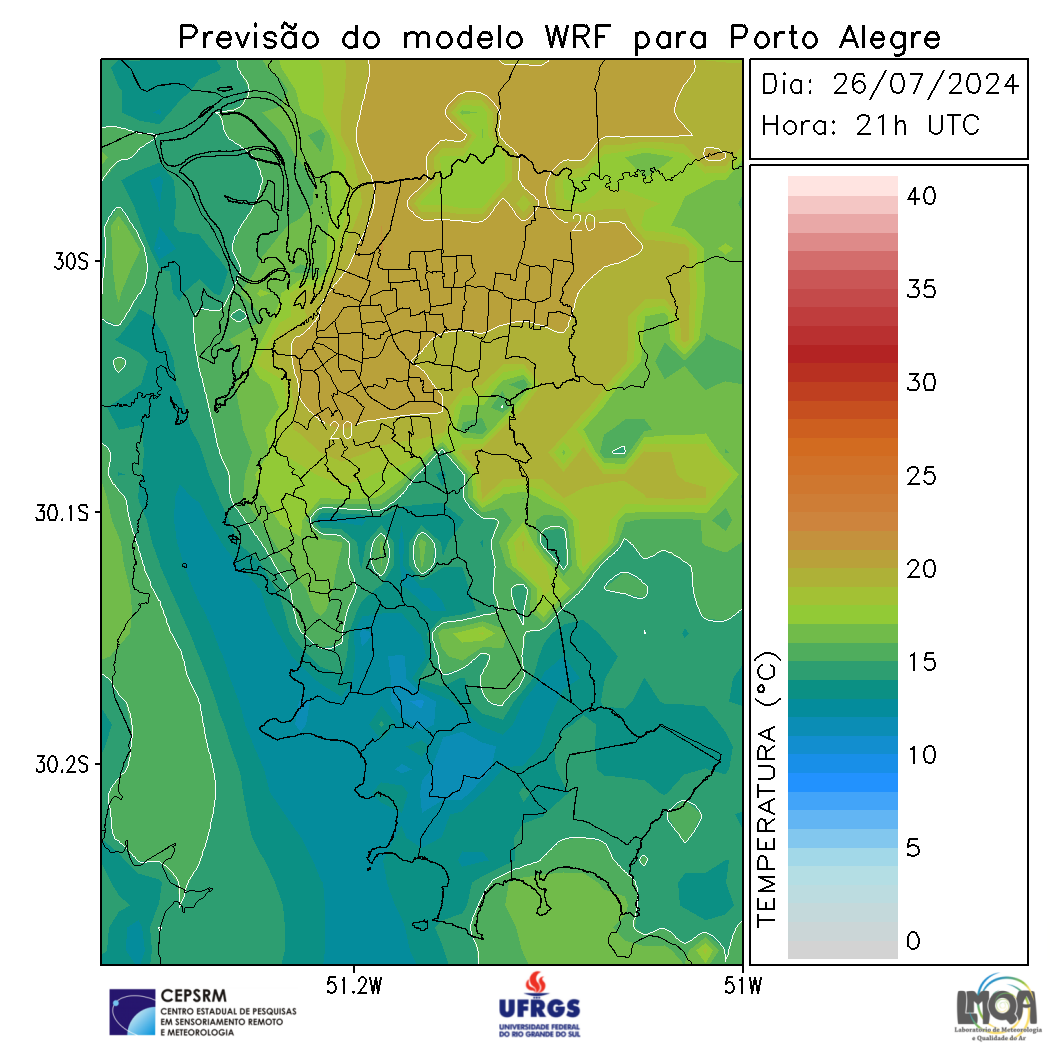 Previsão do modelo WRF para Porto Alegre
Dia: 26/07/2024
Hora: 21h UTC
30S
30.1S
30.2S
51.2W
51W
20
20
TEMPERATURA (°C)
40
35
30
25
20
15
10
5
0
CEPSRM
CENTRO ESTADUAL DE PESQUISAS
EM SENSORIAMENTO REMOTO
E METEOROLOGIA
UFRGS
UNIVERSIDADE FEDERAL
DO RIO GRANDE DO SUL
LMQA
Laboratório de Meteorologia
e Qualidade do Ar